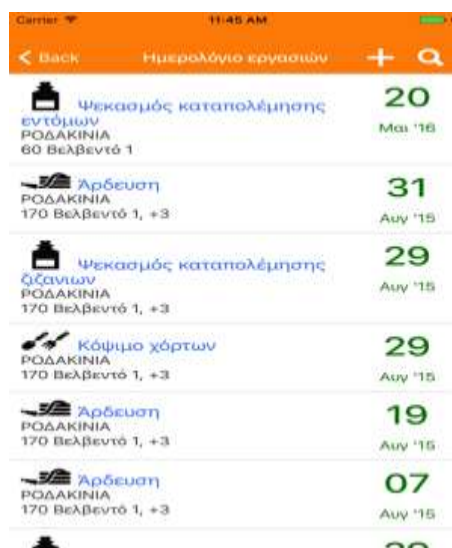 Carrier
11:45 AM
Back
Ημερολόγιο εργασιών
Ψεκασμός καταπολέμησης
εντόμων
ΡΟΔΑΚΙΝΙΑ
60 Βελβεντό 1
20
Μαι '16
Άρδευση
ΡΟΔΑΚΙΝΙΑ
170 Βελβεντό 1, +3
31
Αυγ '15
Ψεκασμός καταπολέμησης
ζιζανιων
ΡΟΔΑΚΙΝΙΑ
170 Βελβεντό 1, +3
29
Αυγ '15
Κόψιμο χόρτων
ΡΟΔΑΚΙΝΙΑ
170 Βελβεντό 1, +3
29
Αυγ '15
Άρδευση
ΡΟΔΑΚΙΝΙΑ
170 Βελβεντό 1, +3
19
Αυγ '15
Άρδευση
ΡΟΔΑΚΙΝΙΑ
170 Βελβεντό 1, +3
07
Αυγ '15